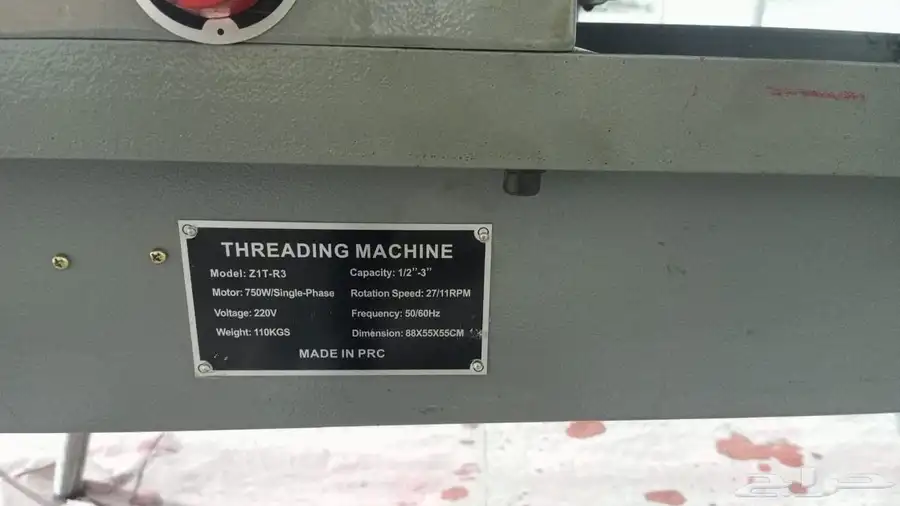 THREADING MACHINE
Model: Z1T-R3 Capacity: 1/2"-3"
Motor: 750W/Single-Phase Rotation Speed: 27/11RPM
Voltage: 220V Frequency: 50/60Hz
Weight: 110KGS Dimension: 88X55X55CM
MADE IN PRC
حراج